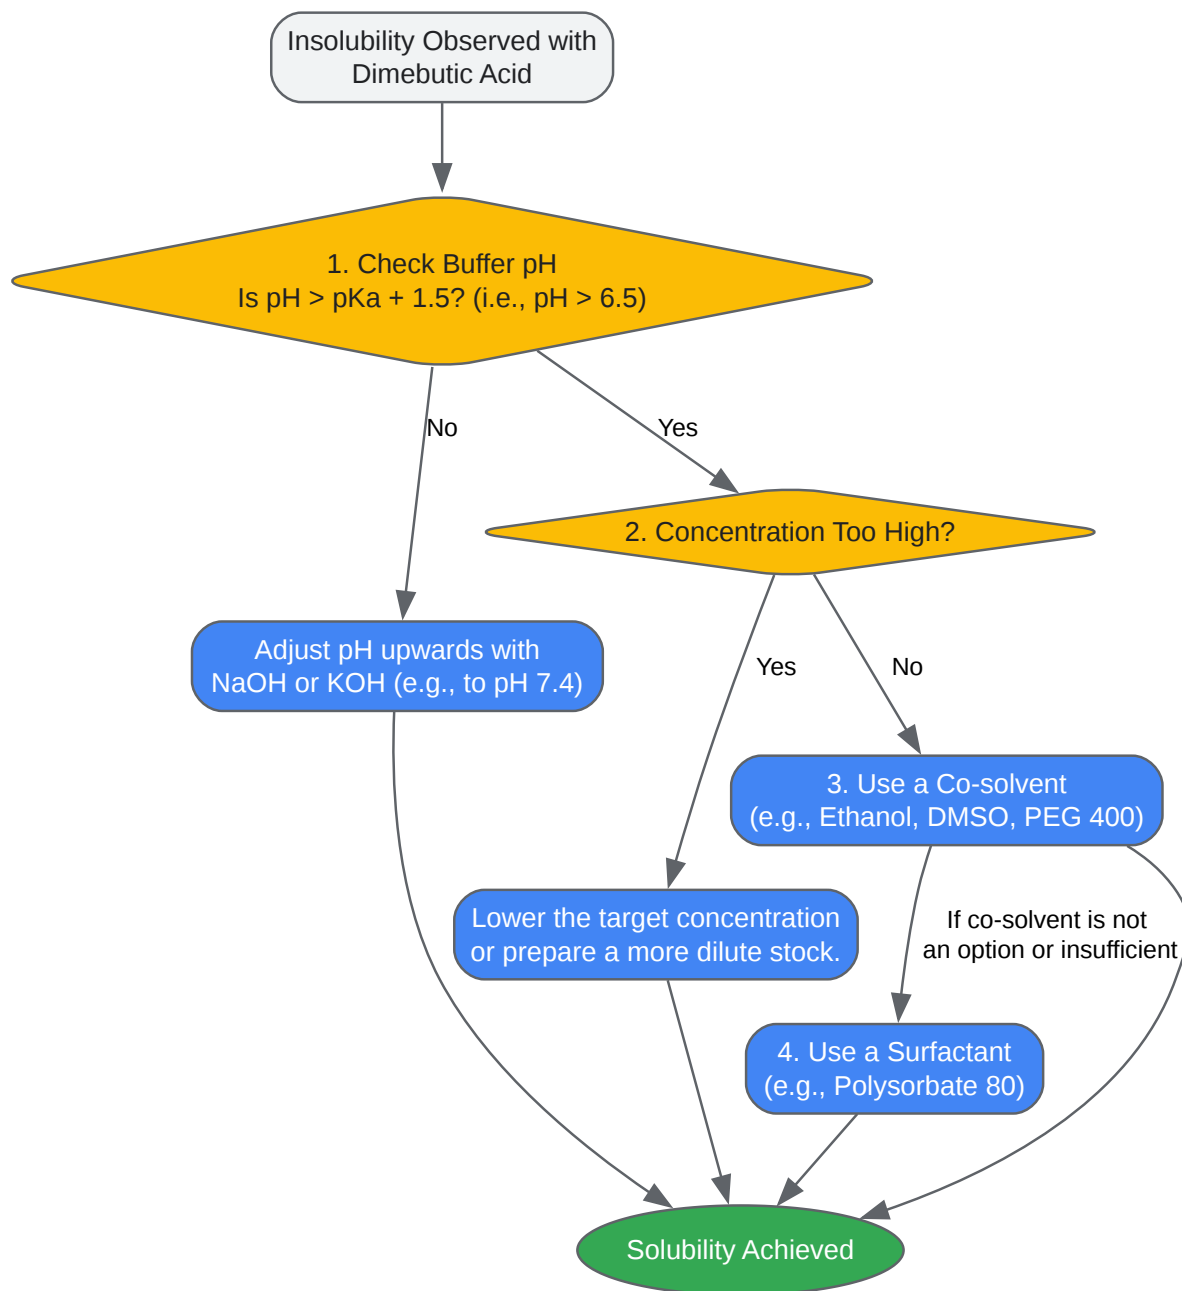 Insolubility Observed with
Dimebutic Acid
1. Check Buffer pH
Is pH > pKa + 1.5? (i.e., pH > 6.5)
No
Yes
2. Concentration Too High?
Adjust pH upwards with
NaOH or KOH (e.g., to pH 7.4)
Yes
No
3. Use a Co-solvent
(e.g., Ethanol, DMSO, PEG 400)
Lower the target concentration
or prepare a more dilute stock.
If co-solvent is not
an option or insufficient
4. Use a Surfactant
(e.g., Polysorbate 80)
Solubility Achieved